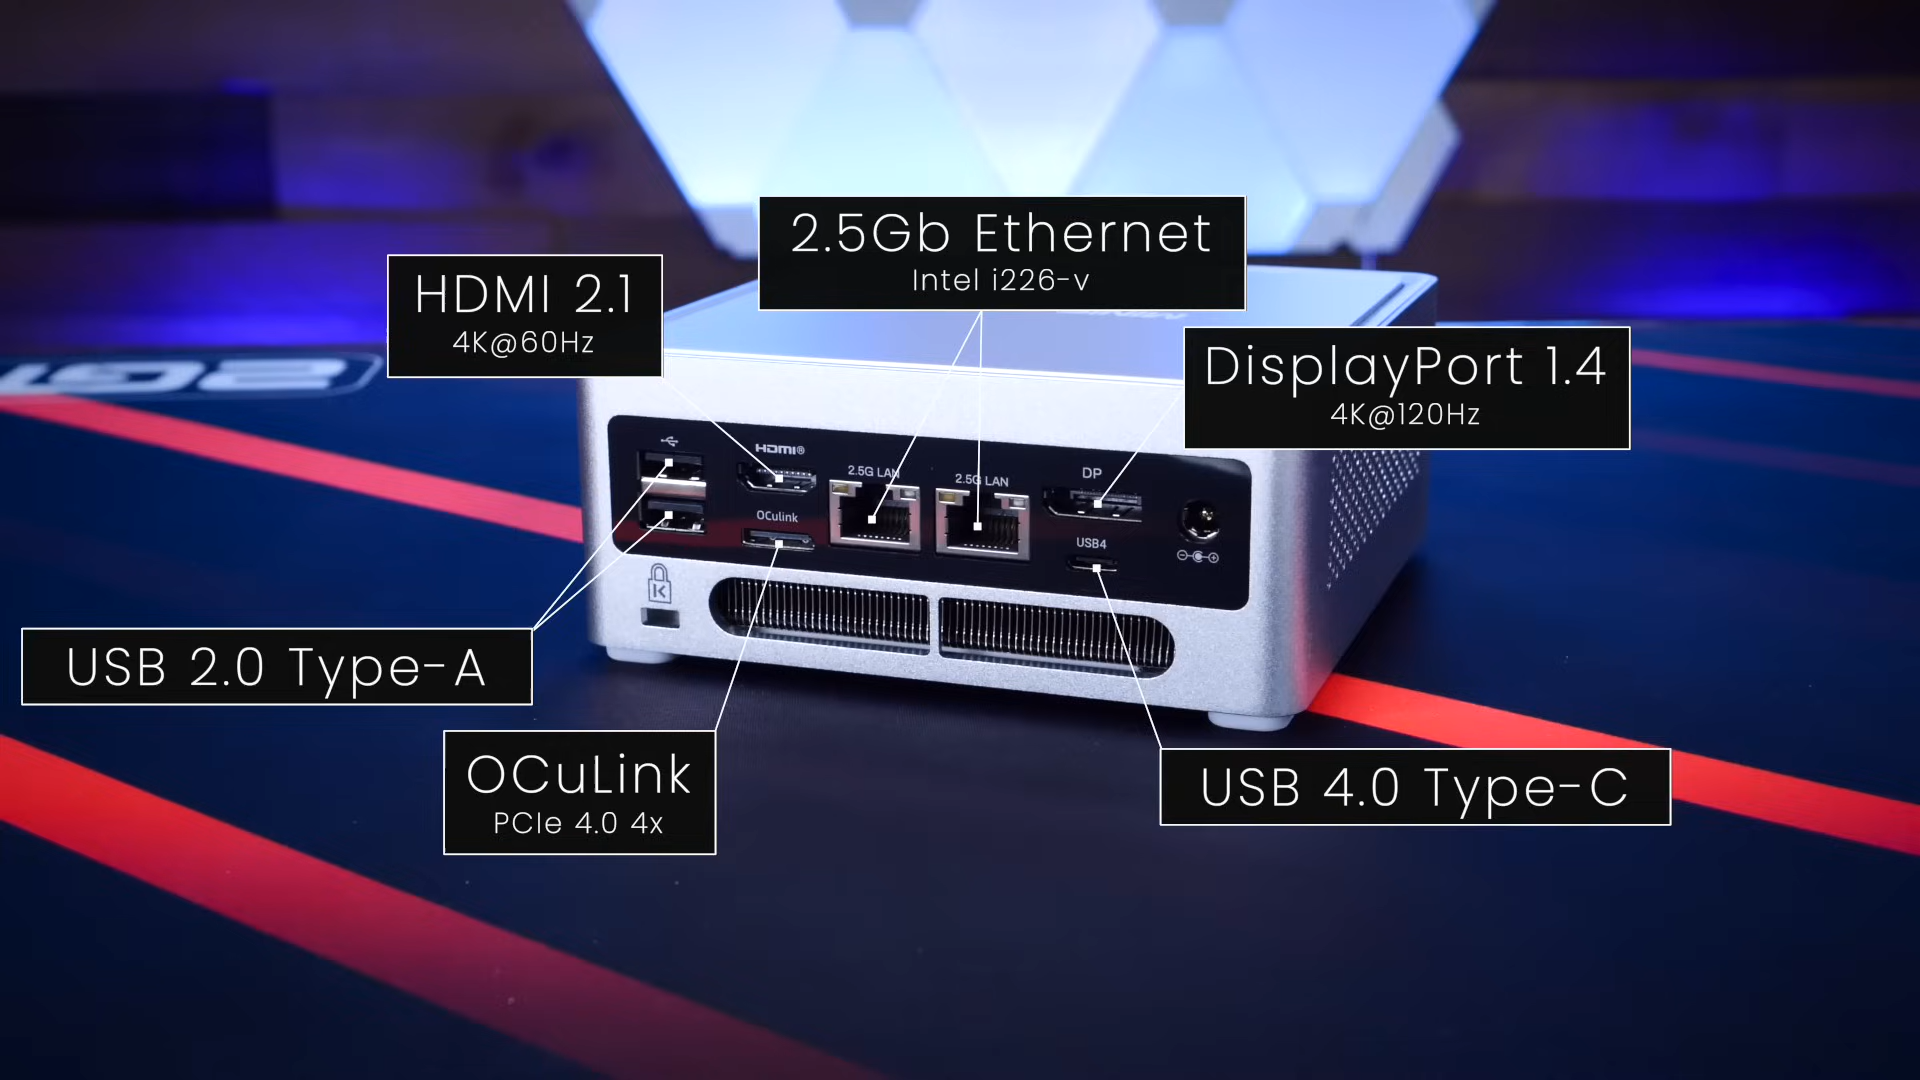 2.5Gb Ethernet
Intel i226-v
HDMI 2.1
4K@60Hz
DisplayPort 1.4
4K@120Hz
HDMI®
2.5G LAN
2.5G LAN
DP
OCulink
USB4
K
USB 2.0 Type-A
OCuLink
PCIe 4.0 4x
USB 4.0 Type-C